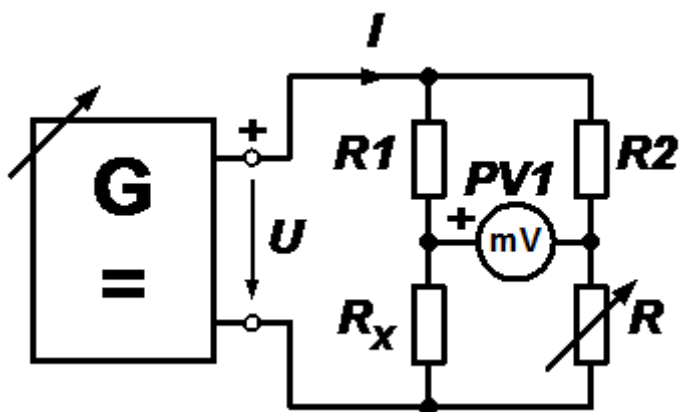 I
+
G
=
U
R1
R2
PV1
+
mV
Rx
R